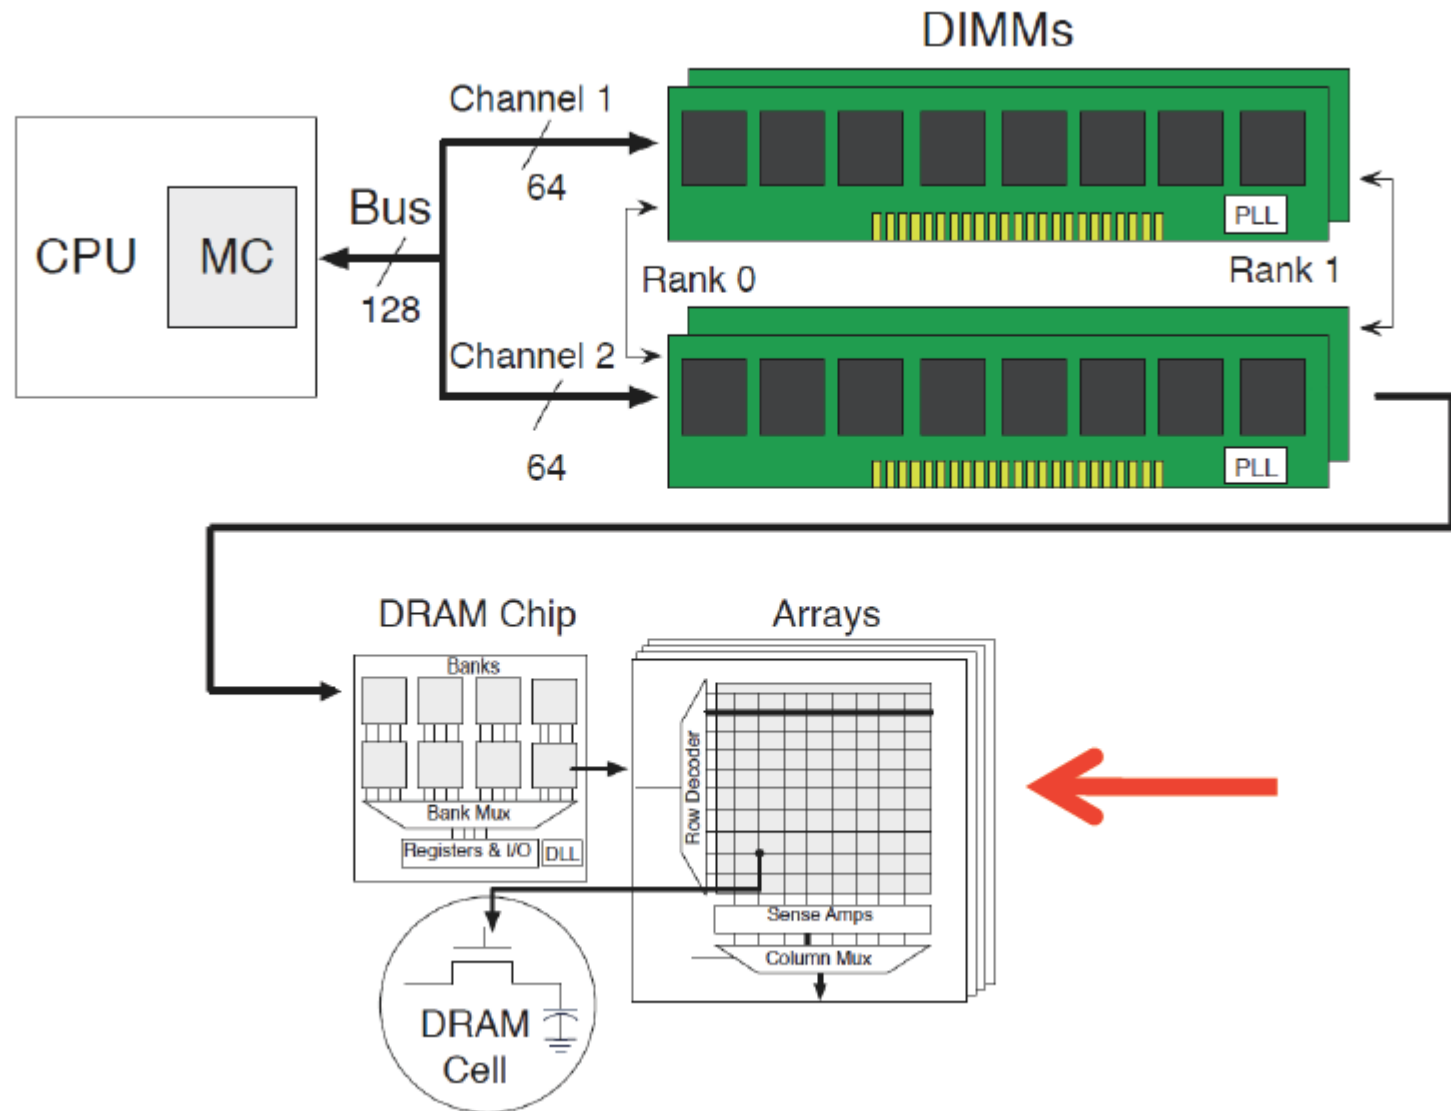 DIMMs
Channel 1
64
CPU
MC
Bus
128
PLL
Rank 0
Rank 1
Channel 2
64
PLL
DRAM Chip
Arrays
Banks
Bank Mux
Registers & I/O
DLL
Row Decoder
Sense Amps
Column Mux
DRAM
Cell